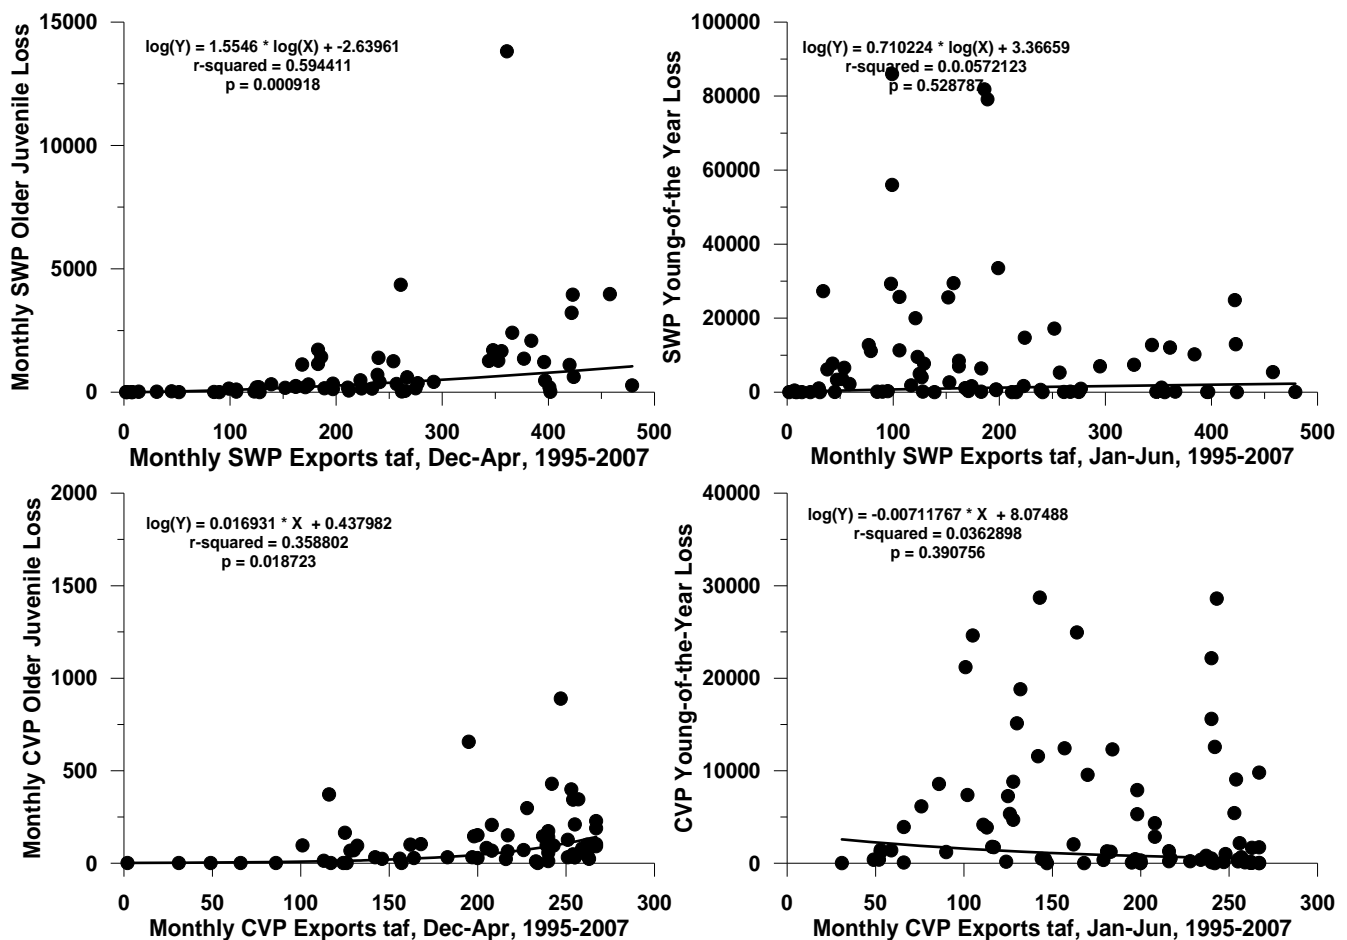 Monthly SWP Older Juvenile Loss
15000
10000
5000
0
log(Y) = 1.5546 * log(X) + -2.63961
r-squared = 0.594411
p = 0.000918
0 100 200 300 400 500
Monthly SWP Exports taf, Dec-Apr, 1995-2007
SWP Young-of-the Year Loss
100000
80000
60000
40000
20000
0
log(Y) = 0.710224 * log(X) + 3.36659
r-squared = 0.0.0572123
p = 0.528787
0 100 200 300 400 500
Monthly SWP Exports taf, Jan-Jun, 1995-2007
Monthly CVP Older Juvenile Loss
2000
1500
1000
500
0
log(Y) = 0.016931 * X + 0.437982
r-squared = 0.358802
p = 0.018723
0 50 100 150 200 250 300
Monthly CVP Exports taf, Dec-Apr, 1995-2007
CVP Young-of-the-Year Loss
40000
30000
20000
10000
0
log(Y) = -0.00711767 * X + 8.07488
r-squared = 0.0362898
p = 0.390756
0 50 100 150 200 250 300
Monthly CVP Exports taf, Jan-Jun, 1995-2007